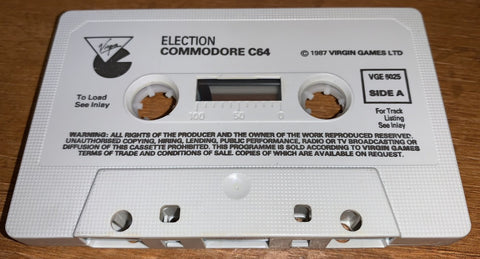 Virgin
ELECTION
COMMODORE C64
© 1987 VIRGIN GAMES LTD
VGE 9025
SIDE A
To Load
See Inlay
For Track
Listing
See Inlay
100 50 0
WARNING: ALL RIGHTS OF THE PRODUCER AND THE OWNER OF THE WORK REPRODUCED RESERVED.
UNAUTHORISED COPYING, HIRING, LENDING, PUBLIC PERFORMANCE, RADIO OR TV BROADCASTING OR
DIFFUSION OF THIS CASSETTE PROHIBITED. THIS PROGRAMME IS SOLD ACCORDING TO VIRGIN GAMES
TERMS OF TRADE AND CONDITIONS OF SALE. COPIES OF WHICH ARE AVAILABLE ON REQUEST.